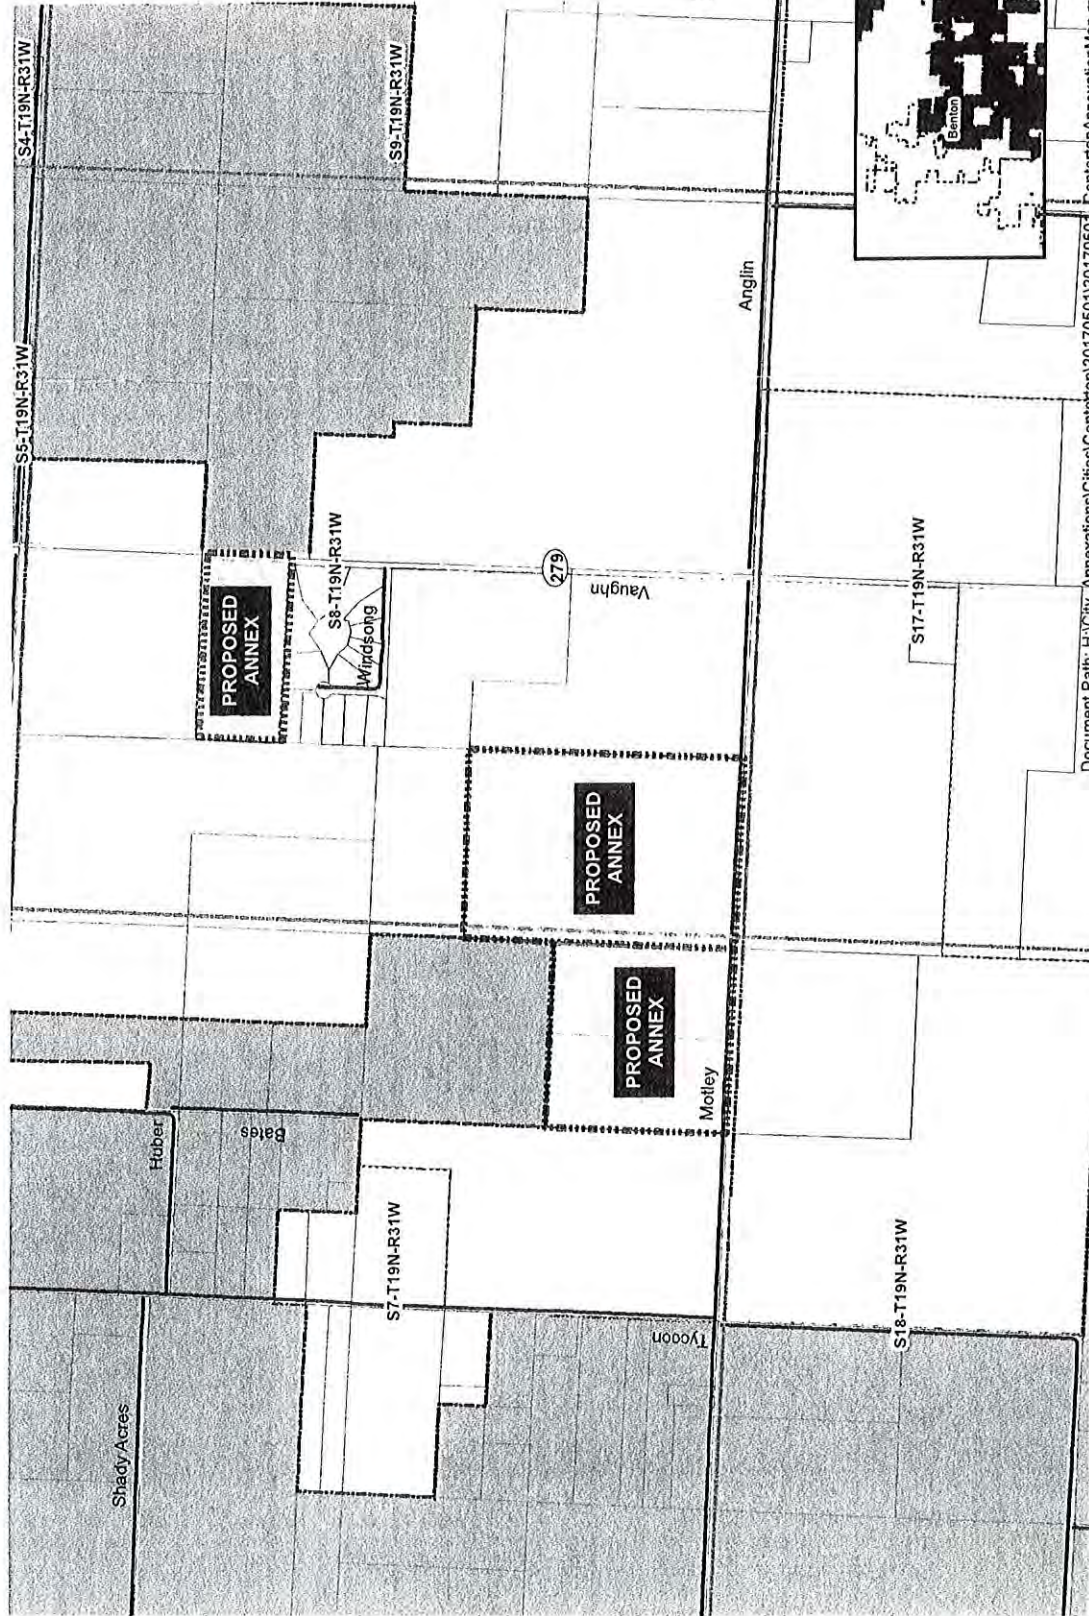 S4-T19N-R31W
S9-T19N-R31W
S5-T19N-R31W
Benton
Anglin
PROPOSED
ANNEX
S8-T19N-R31W
Windsong
279
Vaughn
S17-T19N-R31W
PROPOSED
ANNEX
PROPOSED
ANNEX
Motley
Huber
Bates
S7-T19N-R31W
Tycoon
S18-T19N-R31W
Shady Acres